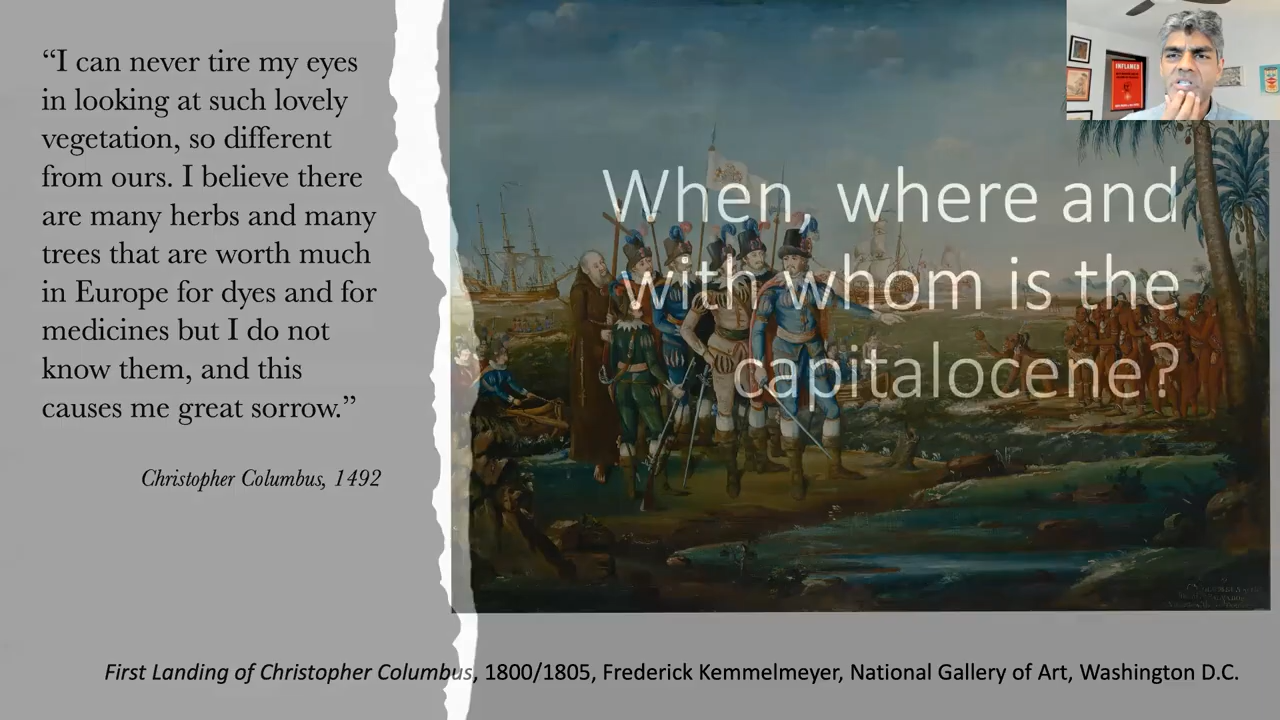 “I can never tire my eyes
in looking at such lovely
vegetation, so different
from ours. I believe there
are many herbs and many
trees that are worth much
in Europe for dyes and for
medicines but I do not
know them, and this
causes me great sorrow.”
Christopher Columbus, 1492
When, where and
with whom is the
capitalocene?
INFLAMED
First Landing of Christopher Columbus, 1800/1805, Frederick Kemmelmeyer, National Gallery of Art, Washington D.C.